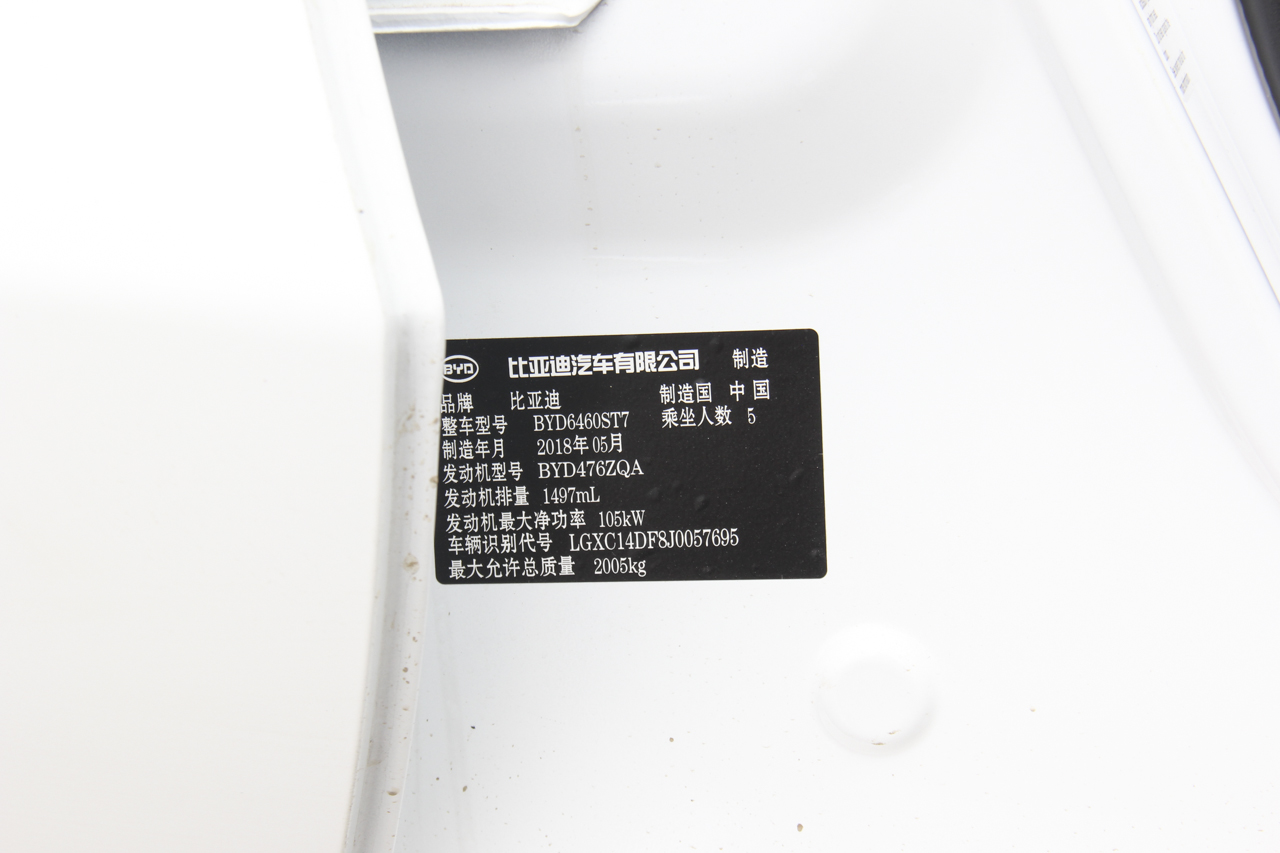 BYD 比亚迪汽车有限公司 制造
品牌 比亚迪 制造国 中国
整车型号 BYD6460ST7 乘坐人数 5
制造年月 2018年05月
发动机型号 BYD476ZQA
发动机排量 1497mL
发动机最大净功率 105kW
车辆识别代号 LGXC14DF8J0057695
最大允许总质量 2005kg